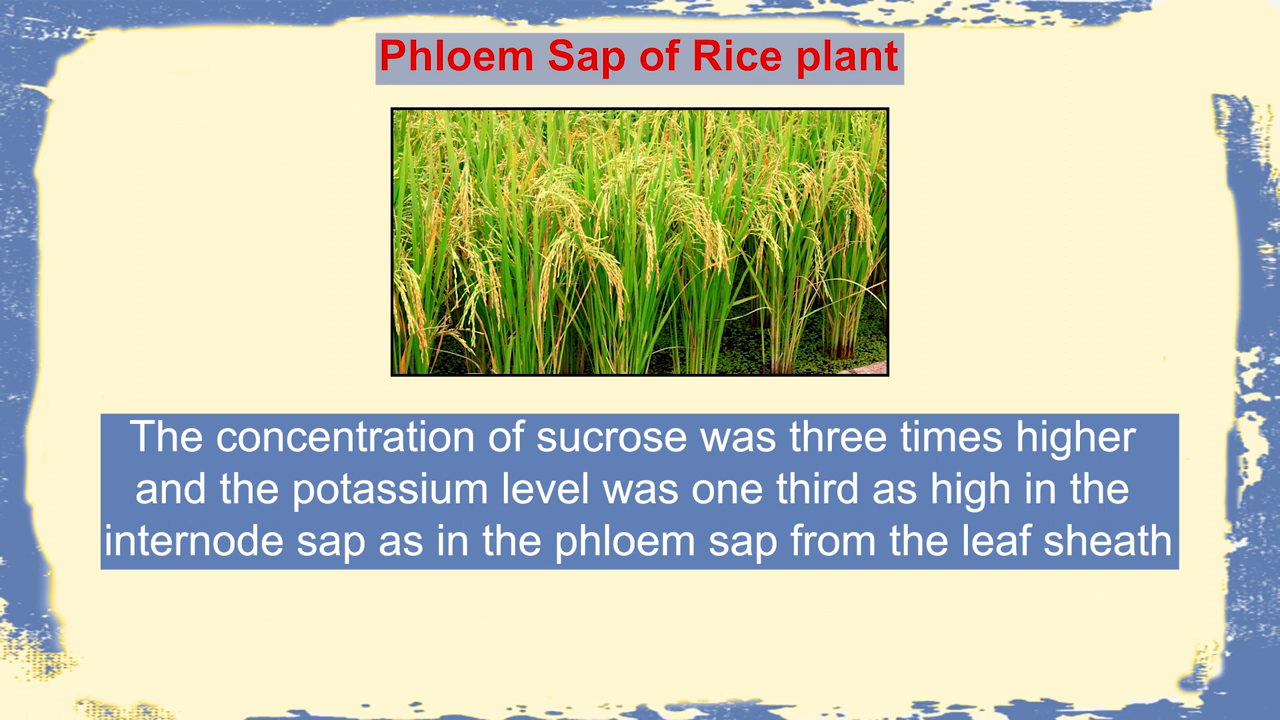 Phloem Sap of Rice plant
The concentration of sucrose was three times higher
and the potassium level was one third as high in the
internode sap as in the phloem sap from the leaf sheath